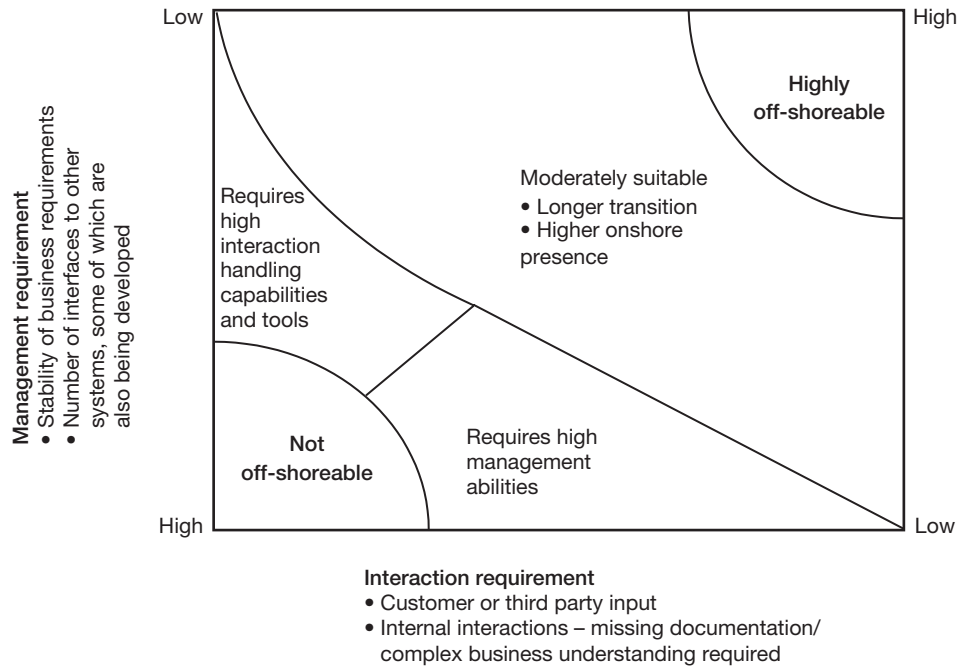 Low
High
Highly
off-shoreable
Management requirement
• Stability of business requirements
• Number of interfaces to other
systems, some of which are
also being developed
Moderately suitable
• Longer transition
• Higher onshore
presence
Requires
high
interaction
handling
capabilities
and tools
Not
off-shoreable
Requires high
management
abilities
High
Low
Interaction requirement
• Customer or third party input
• Internal interactions – missing documentation/
complex business understanding required